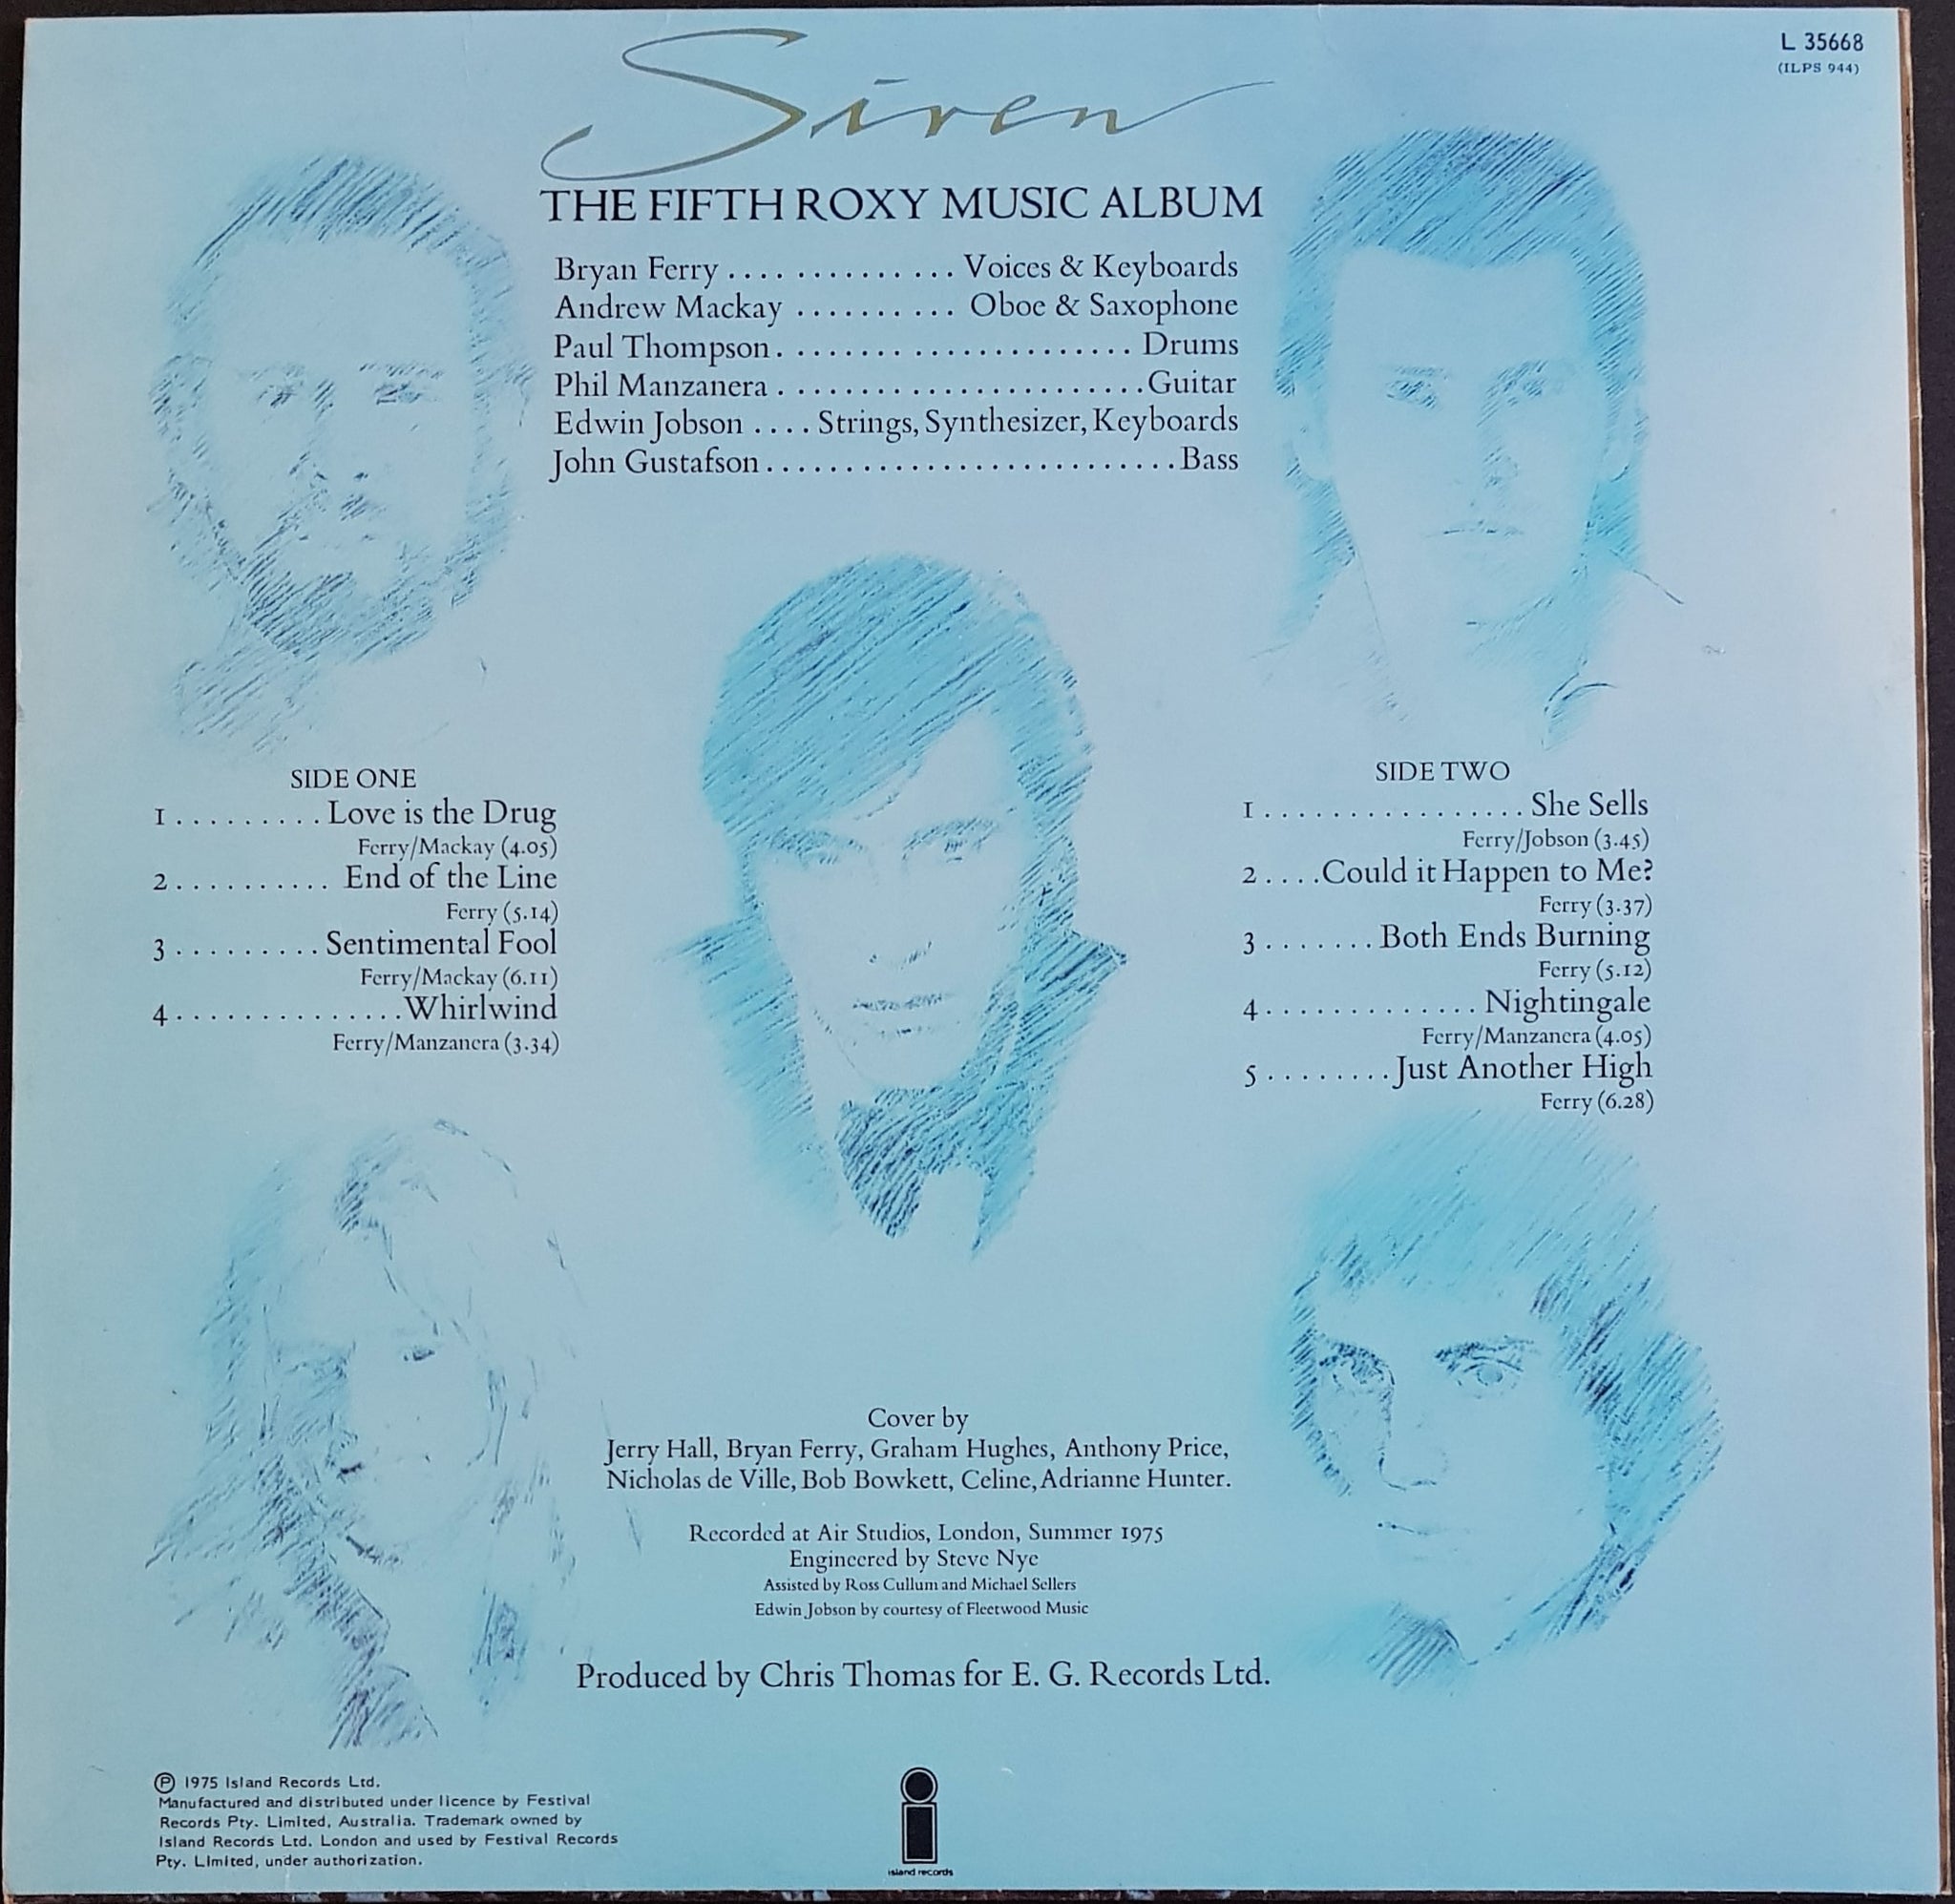 L 35668
(ILPS 944)
Siren
THE FIFTH ROXY MUSIC ALBUM
Bryan Ferry . . . . . . . . . . . . . . Voices & Keyboards
Andrew Mackay . . . . . . . . . . Oboe & Saxophone
Paul Thompson . . . . . . . . . . . . . . . . . . . . . . Drums
Phil Manzanera . . . . . . . . . . . . . . . . . . . . . . . Guitar
Edwin Jobson . . . . Strings, Synthesizer, Keyboards
John Gustafson . . . . . . . . . . . . . . . . . . . . . . . . . . Bass
SIDE ONE
1 . . . . . . . . . Love is the Drug
Ferry/Mackay (4.05)
2 . . . . . . . . . . End of the Line
Ferry (5.14)
3 . . . . . . . . . Sentimental Fool
Ferry/Mackay (6.11)
4 . . . . . . . . . . . . . . Whirlwind
Ferry/Manzanera (3.34)
SIDE TWO
1 . . . . . . . . . . . . . . . . She Sells
Ferry/Jobson (3.45)
2 . . . . Could it Happen to Me?
Ferry (3.37)
3 . . . . . . . Both Ends Burning
Ferry (5.12)
4 . . . . . . . . . . . . . Nightingale
Ferry/Manzanera (4.05)
5 . . . . . . . . Just Another High
Ferry (6.28)
Cover by
Jerry Hall, Bryan Ferry, Graham Hughes, Anthony Price,
Nicholas de Ville, Bob Bowkett, Celine, Adrianne Hunter.
Recorded at Air Studios, London, Summer 1975
Engineered by Steve Nye
Assisted by Ross Cullum and Michael Sellers
Edwin Jobson by courtesy of Fleetwood Music
Produced by Chris Thomas for E. G. Records Ltd.
℗ 1975 Island Records Ltd.
Manufactured and distributed under licence by Festival
Records Pty. Limited, Australia. Trademark owned by
Island Records Ltd. London and used by Festival Records
Pty. Limited, under authorization.
island records